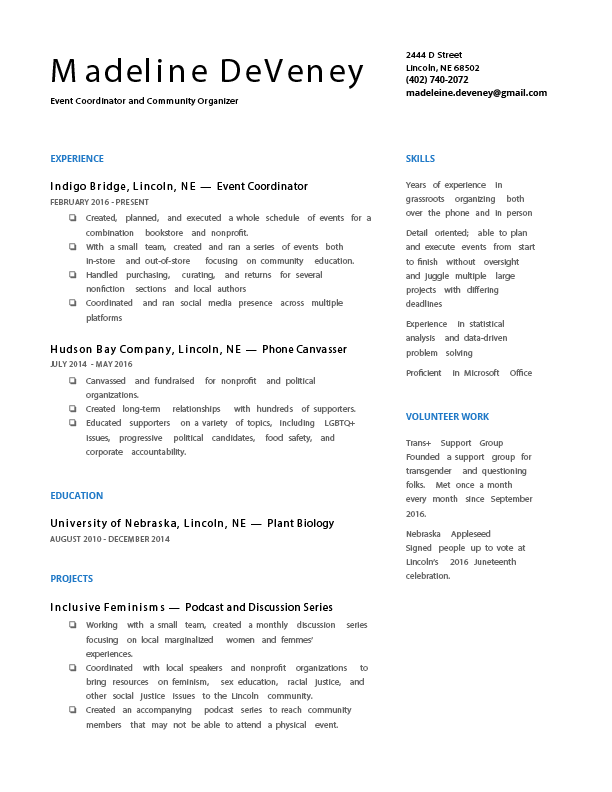 Madeline DeVeney
Event Coordinator and Community Organizer
2444 D Street
Lincoln, NE 68502
(402) 740-2072
madeleine.deveney@gmail.com
EXPERIENCE
Indigo Bridge, Lincoln, NE — Event Coordinator
FEBRUARY 2016 - PRESENT
❏ Created, planned, and executed a whole schedule of events for a
combination bookstore and nonprofit.
❏ With a small team, created and ran a series of events both
in-store and out-of-store focusing on community education.
❏ Handled purchasing, curating, and returns for several
nonfiction sections and local authors
❏ Coordinated and ran social media presence across multiple
platforms
Hudson Bay Company, Lincoln, NE — Phone Canvasser
JULY 2014 - MAY 2016
❏ Canvassed and fundraised for nonprofit and political
organizations.
❏ Created long-term relationships with hundreds of supporters.
❏ Educated supporters on a variety of topics, including LGBTQ+
issues, progressive political candidates, food safety, and
corporate accountability.
EDUCATION
University of Nebraska, Lincoln, NE — Plant Biology
AUGUST 2010 - DECEMBER 2014
PROJECTS
Inclusive Feminisms — Podcast and Discussion Series
❏ Working with a small team, created a monthly discussion series
focusing on local marginalized women and femmes'
experiences.
❏ Coordinated with local speakers and nonprofit organizations to
bring resources on feminism, sex education, racial justice, and
other social justice issues to the Lincoln community.
❏ Created an accompanying podcast series to reach community
members that may not be able to attend a physical event.
SKILLS
Years of experience in
grassroots organizing both
over the phone and in person
Detail oriented; able to plan
and execute events from start
to finish without oversight
and juggle multiple large
projects with differing
deadlines
Experience in statistical
analysis and data-driven
problem solving
Proficient in Microsoft Office
VOLUNTEER WORK
Trans+ Support Group
Founded a support group for
transgender and questioning
folks. Met once a month
every month since September
2016.
Nebraska Appleseed
Signed people up to vote at
Lincoln's 2016 Juneteenth
celebration.